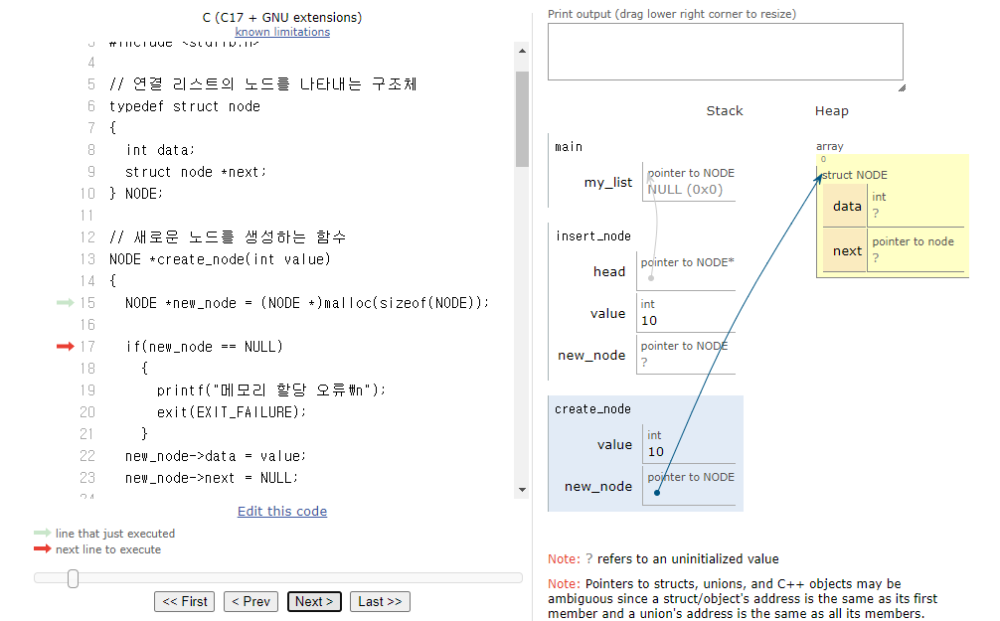 C (C17 + GNU extensions)
known limitations
3 #include <stdlib.h>
4
5 // 연결 리스트의 노드를 나타내는 구조체
6 typedef struct node
7 {
8 int data;
9 struct node *next;
10 } NODE;
11
12 // 새로운 노드를 생성하는 함수
13 NODE *create_node(int value)
14 {
15 NODE *new_node = (NODE *)malloc(sizeof(NODE));
16
17 if(new_node == NULL)
18 {
19 printf("메모리 할당 오류₩n");
20 exit(EXIT_FAILURE);
21 }
22 new_node->data = value;
23 new_node->next = NULL;
24
Edit this code
line that just executed
next line to execute
<< First
< Prev
Next >
Last >>
Print output (drag lower right corner to resize)
Stack
Heap
main
my_list
pointer to NODE
NULL (0x0)
insert_node
head
pointer to NODE*
value
int
10
new_node
pointer to NODE
?
create_node
value
int
10
new_node
pointer to NODE
array
0
struct NODE
data
int
?
next
pointer to node
?
Note: ? refers to an uninitialized value
Note: Pointers to structs, unions, and C++ objects may be
ambiguous since a struct/object's address is the same as its first
member and a union's address is the same as all its members.